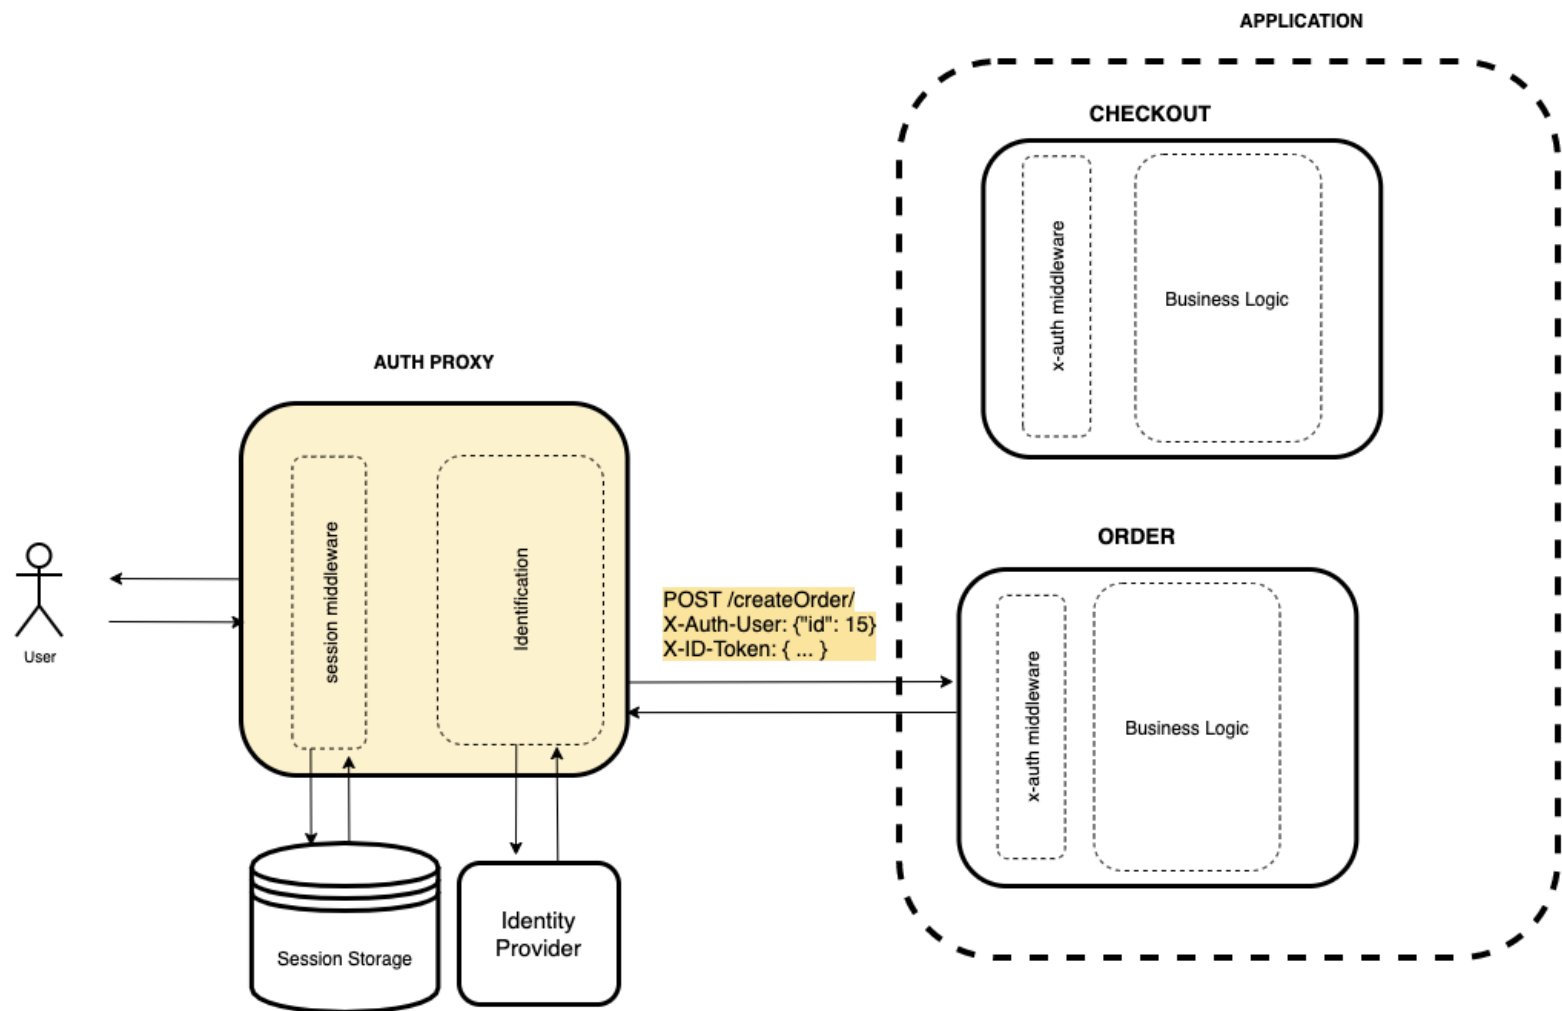 APPLICATION
CHECKOUT
x-auth middleware
Business Logic
AUTH PROXY
session middleware
Identification
User
POST /createOrder/
X-Auth-User: {"id": 15}
X-ID-Token: { ... }
ORDER
x-auth middleware
Business Logic
Session Storage
Identity
Provider